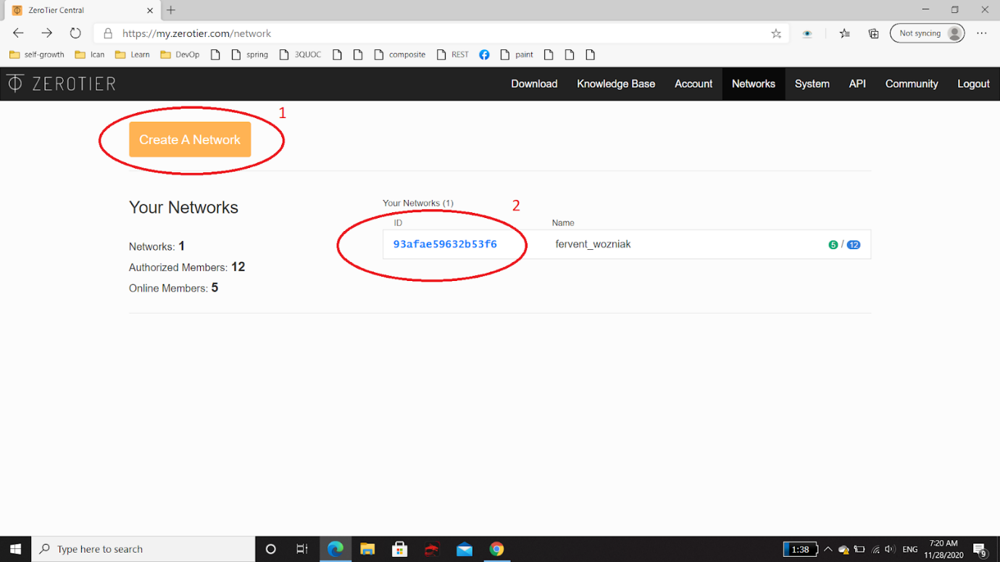 ZeroTier Central
https://my.zerotier.com/network
Not syncing
self-growth Ican Learn DevOp spring 3QUOC composite REST paint
ZEROTIER
Download Knowledge Base Account Networks System API Community Logout
1
Create A Network
Your Networks
Networks: 1
Authorized Members: 12
Online Members: 5
Your Networks (1)
2
ID Name
93afae59632b53f6 fervent_wozniak 5 / 12
Type here to search
1:38
ENG
7:20 AM
11/28/2020
9